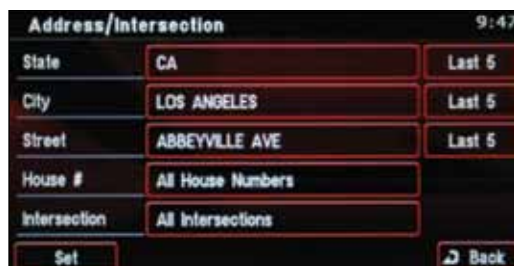 Address/Intersection 9:47
State CA Last 5
City LOS ANGELES Last 5
Street ABBEYVILLE AVE Last 5
House # All House Numbers
Intersection All Intersections
Set Back